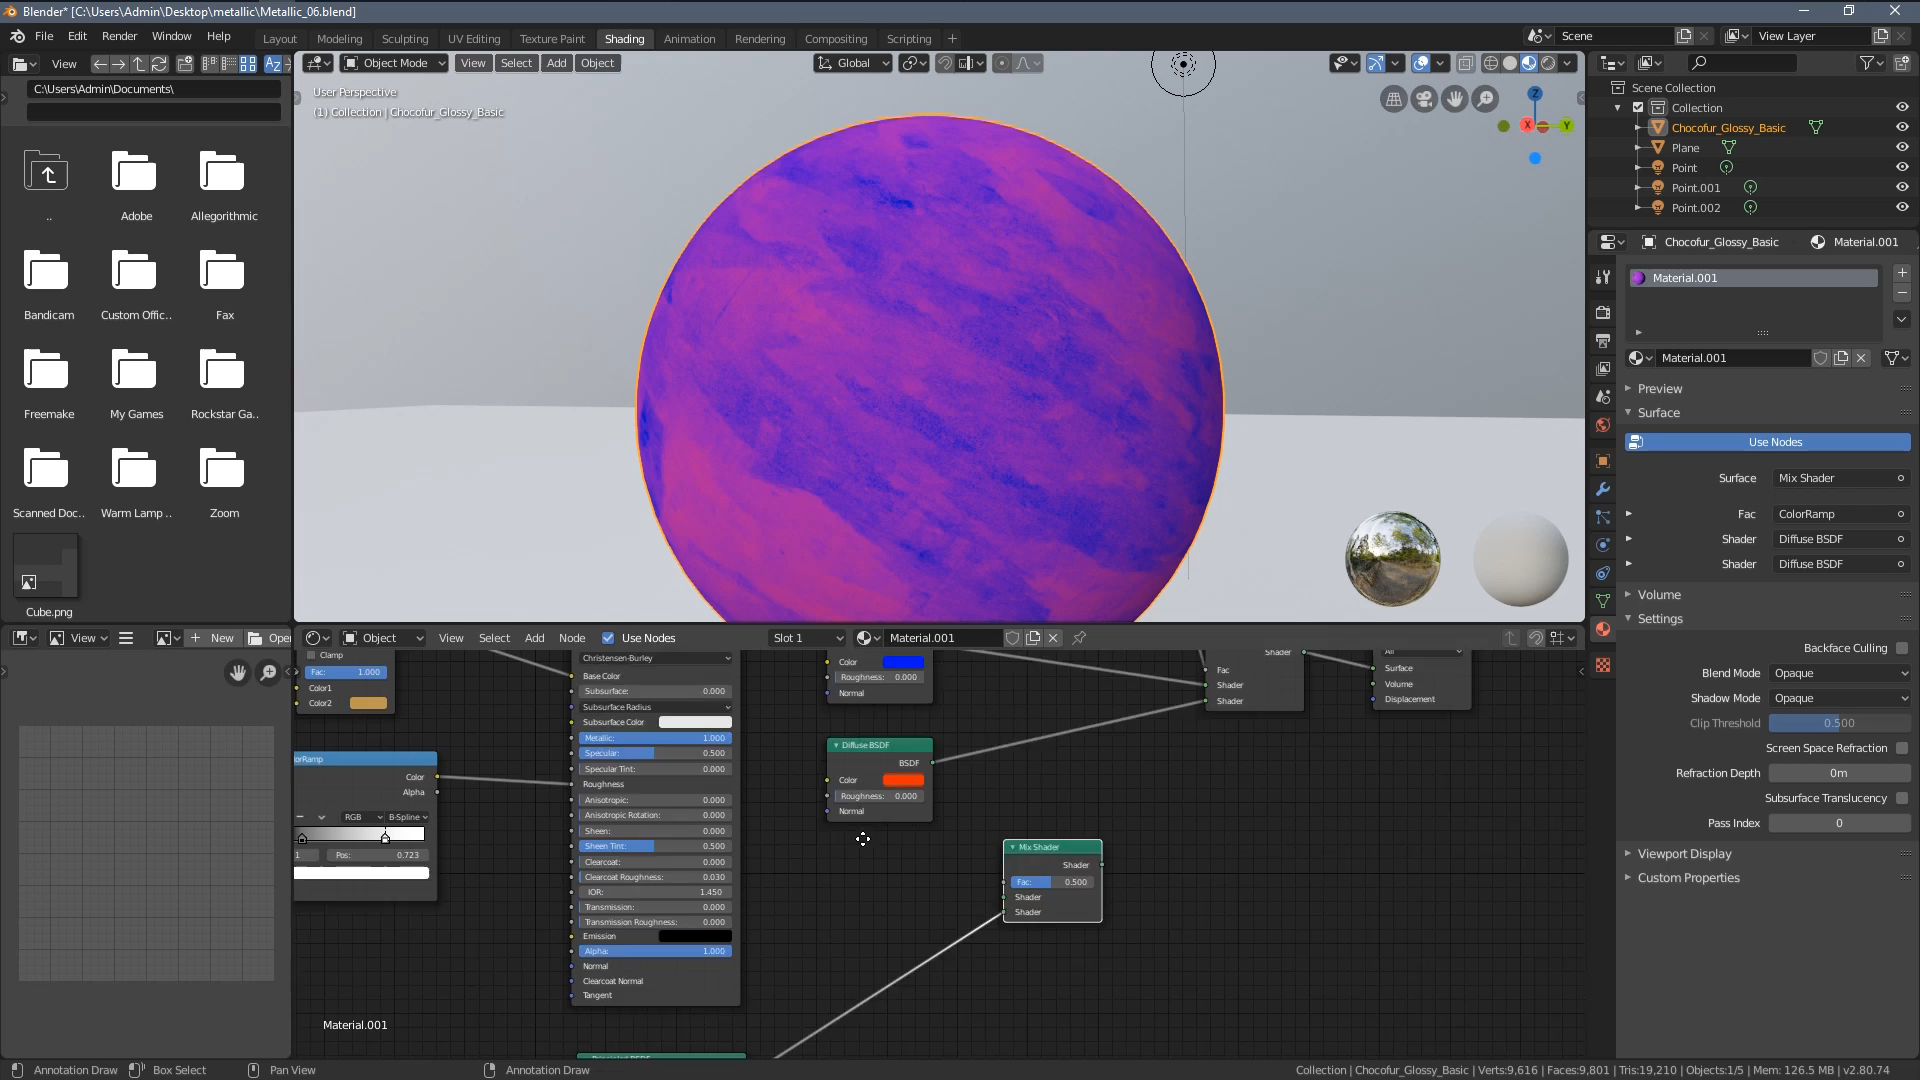 Blender* [C:\Users\Admin\Desktop\metallic\Metallic_06.blend]
File Edit Render Window Help Layout Modeling Sculpting UV Editing Texture Paint Shading Animation Rendering Compositing Scripting + Scene View Layer
View Object Mode View Select Add Object Global
C:\Users\Admin\Documents\
User Perspective
(1) Collection | Chocofur_Glossy_Basic
Scene Collection
Collection
Chocofur_Glossy_Basic
Plane
Point
Point.001
Point.002
Z
X
Y
..
Adobe
Allegorithmic
Bandicam
Custom Offic..
Fax
Freemake
My Games
Rockstar Ga..
Scanned Doc...
Warm Lamp ..
Zoom
Cube.png
Chocofur_Glossy_Basic Material.001
Material.001
Material.001
Preview
Surface
Use Nodes
Surface Mix Shader
Fac ColorRamp
Shader Diffuse BSDF
Shader Diffuse BSDF
Volume
Settings
Backface Culling
Blend Mode Opaque
Shadow Mode Opaque
Clip Threshold 0.500
Screen Space Refraction
Refraction Depth 0m
Subsurface Translucency
Pass Index 0
Viewport Display
Custom Properties
View + New Open
Object View Select Add Node Use Nodes Slot 1 Material.001
Clamp
Fac: 1.000
Color1
Color2
orRamp
Color
Alpha
RGB B-Spline
1 Pos: 0.723
Christensen-Burley
Base Color
Subsurface: 0.000
Subsurface Radius
Subsurface Color
Metallic: 1.000
Specular: 0.500
Specular Tint: 0.000
Roughness
Anisotropic: 0.000
Anisotropic Rotation: 0.000
Sheen: 0.000
Sheen Tint: 0.500
Clearcoat: 0.000
Clearcoat Roughness: 0.030
IOR: 1.450
Transmission: 0.000
Transmission Roughness: 0.000
Emission
Alpha: 1.000
Normal
Clearcoat Normal
Tangent
Color
Roughness: 0.000
Normal
Diffuse BSDF
BSDF
Color
Roughness: 0.000
Normal
Mix Shader
Shader
Fac: 0.500
Shader
Shader
Shader
Fac
Shader
Shader
All
Surface
Volume
Displacement
Material.001
Annotation Draw Box Select Pan View Annotation Draw Collection | Chocofur_Glossy_Basic | Verts:9,616 | Faces:9,801 | Tris:19,210 | Objects:1/5 | Mem: 126.5 MB | v2.80.74